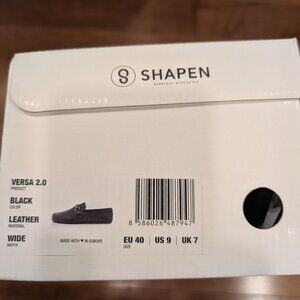 SHAPEN
BAREFOOT WITH STYLE
VERSA 2.0
PRODUCT
BLACK
COLOR
LEATHER
MATERIAL
WIDE
WIDTH
MADE WITH ♥ IN EUROPE
8 586026 487947
EU 40 | US 9 | UK 7
SIZE